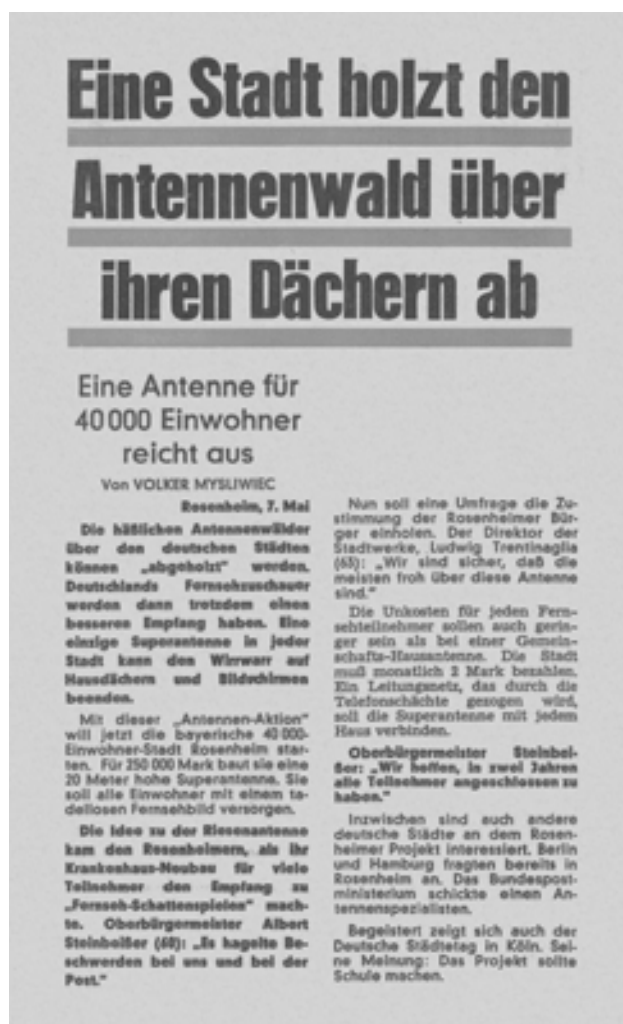 Eine Stadt holzt den
Antennenwald über
ihren Dächern ab
Eine Antenne für
40 000 Einwohner
reicht aus
Von VOLKER MYSLIWIEC
Rosenheim, 7. Mai
Die häßlichen Antennenwälder
über den deutschen Städten
können „abgeholzt" werden.
Deutschlands Fernsehzuschauer
werden dann trotzdem einen
besseren Empfang haben. Eine
einzige Superantenne in jeder
Stadt kann den Wirrwarr auf
Hausdächern und Bildschirmen
beenden.
Mit dieser „Antennen-Aktion"
will jetzt die bayerische 40 000-
Einwohner-Stadt Rosenheim star-
ten. Für 250 000 Mark baut sie eine
20 Meter hohe Superantenne. Sie
soll alle Einwohner mit einem ta-
dellosen Fernsehbild versorgen.
Die Idee zu der Riesenantenne
kam den Rosenheimern, als ihr
Krankenhaus-Neubau für viele
Teilnehmer den Empfang zu
„Fernseh-Schattenspielen" mach-
te. Oberbürgermeister Albert
Steinbeißer (60): „Es hagelte Be-
schwerden bei uns und bei der
Post."
Nun soll eine Umfrage die Zu-
stimmung der Rosenheimer Bür-
ger einholen. Der Direktor der
Stadtwerke, Ludwig Trentinaglia
(63): „Wir sind sicher, daß die
meisten froh über diese Antenne
sind."
Die Unkosten für jeden Fern-
sehteilnehmer sollen auch gerin-
ger sein als bei einer Gemein-
schafts-Hausantenne. Die Stadt
muß monatlich 2 Mark bezahlen.
Ein Leitungsnetz, das durch die
Telefonschächte gezogen wird,
soll die Superantenne mit jedem
Haus verbinden.
Oberbürgermeister Steinbei-
ßer: „Wir hoffen, in zwei Jahren
alle Teilnehmer angeschlossen zu
haben."
Inzwischen sind auch andere
deutsche Städte an dem Rosen-
heimer Projekt interessiert. Berlin
und Hamburg fragten bereits in
Rosenheim an. Das Bundespost-
ministerium schickte einen An-
tennenspezialisten.
Begeistert zeigt sich auch der
Deutsche Städtetag in Köln. Sei-
ne Meinung: Das Projekt sollte
Schule machen.